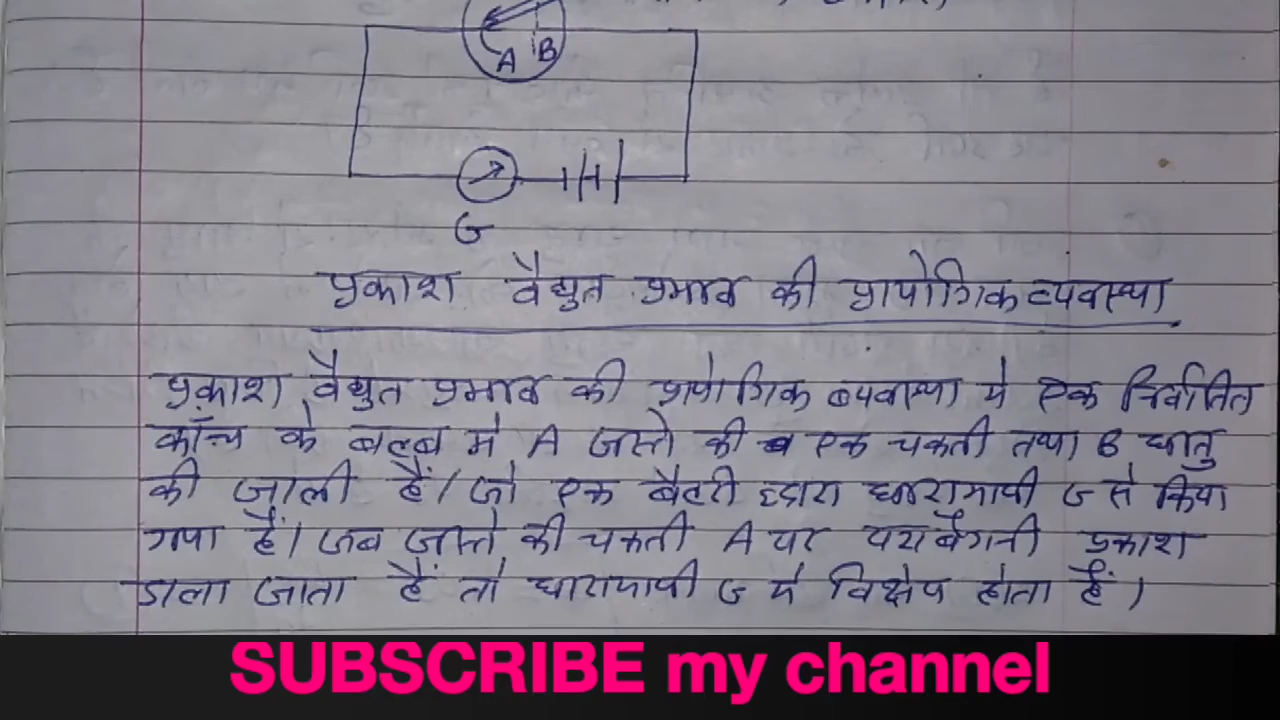 A B
G
प्रकाश वैद्युत प्रभाव की प्रायोगिक व्यवस्था
प्रकाश वैद्युत प्रभाव की प्रायोगिक व्यवस्था मे एक निर्वातित
काँच के बल्ब मे A जस्ते की एक चकती तथा B धातु
की जाली हैं। जो एक बैटरी द्वारा धारामापी G से किया
गया है। जब जस्ते की चकती A पर पराबैगनी प्रकाश
डाला जाता हैं तो धारामापी G मे विक्षेप होता हैं।
SUBSCRIBE my channel